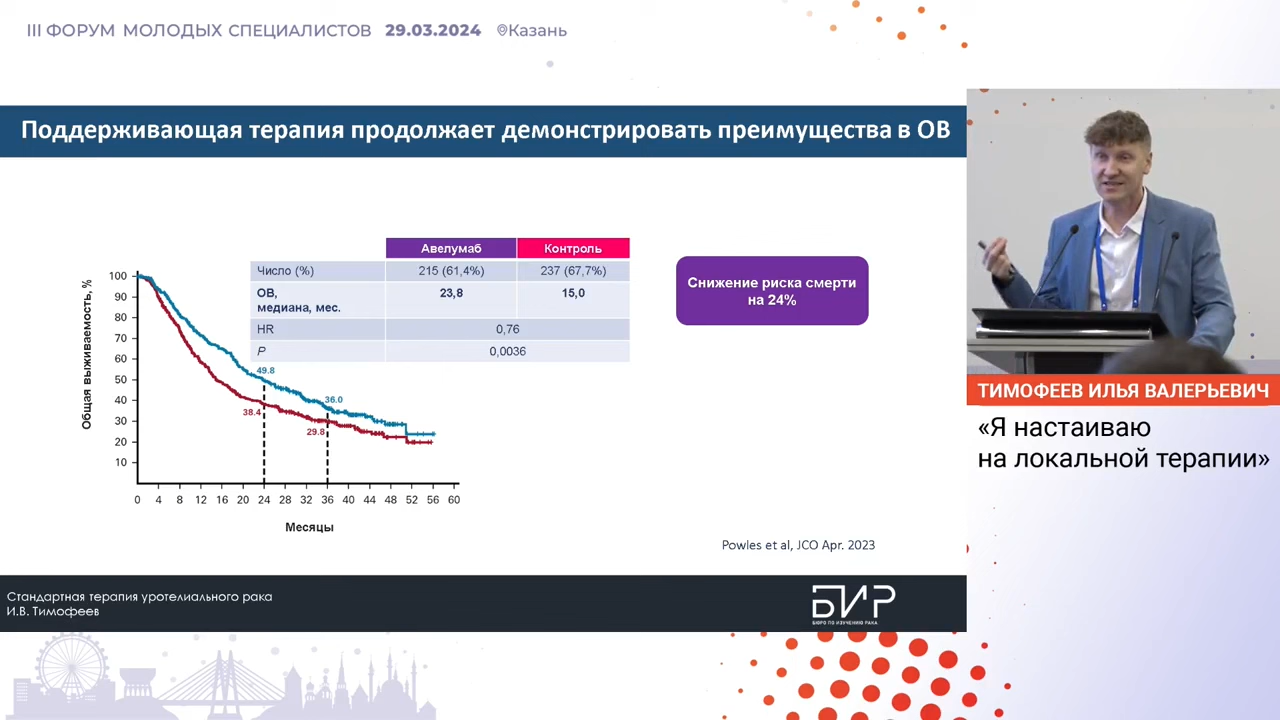 III ФОРУМ МОЛОДЫХ СПЕЦИАЛИСТОВ 29.03.2024 Казань
Поддерживающая терапия продолжает демонстрировать преимущества в ОВ
Авелумаб Контроль
Число (%) 215 (61,4%) 237 (67,7%)
ОВ, медиана, мес. 23,8 15,0
HR 0,76
P 0,0036
Снижение риска смерти
на 24%
Общая выживаемость, %
100
90
80
70
60
50
40
30
20
10
49.8
38.4
36.0
29.8
0 4 8 12 16 20 24 28 32 36 40 44 48 52 56 60
Месяцы
Powles et al, JCO Apr. 2023
Стандартная терапия уротелиального рака
И.В. Тимофеев
БИР
БЮРО ПО ИЗУЧЕНИЮ РАКА
ТИМОФЕЕВ ИЛЬЯ ВАЛЕРЬЕВИЧ
«Я настаиваю
на локальной терапии»